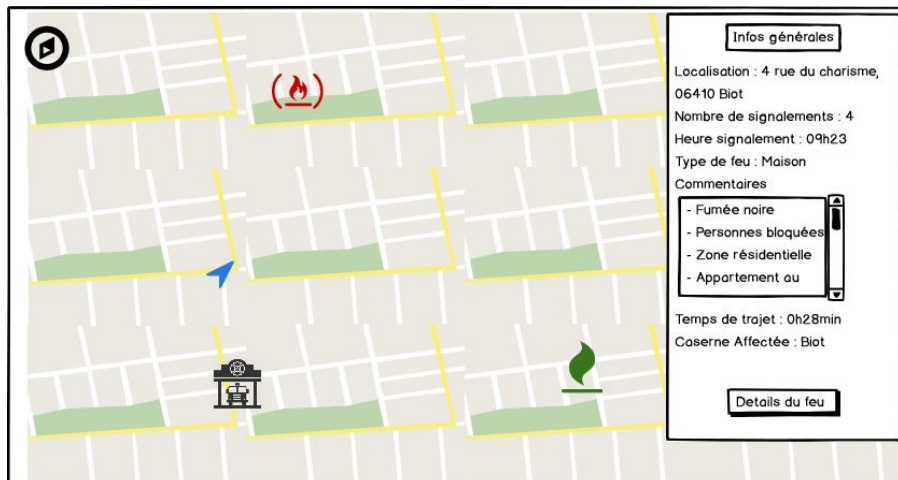 Infos générales
Localisation : 4 rue du charisme,
06410 Biot
Nombre de signalements : 4
Heure signalement : 09h23
Type de feu : Maison
Commentaires
- Fumée noire
- Personnes bloquées
- Zone résidentielle
- Appartement au
Temps de trajet : 0h28min
Caserne Affectée : Biot
Details du feu